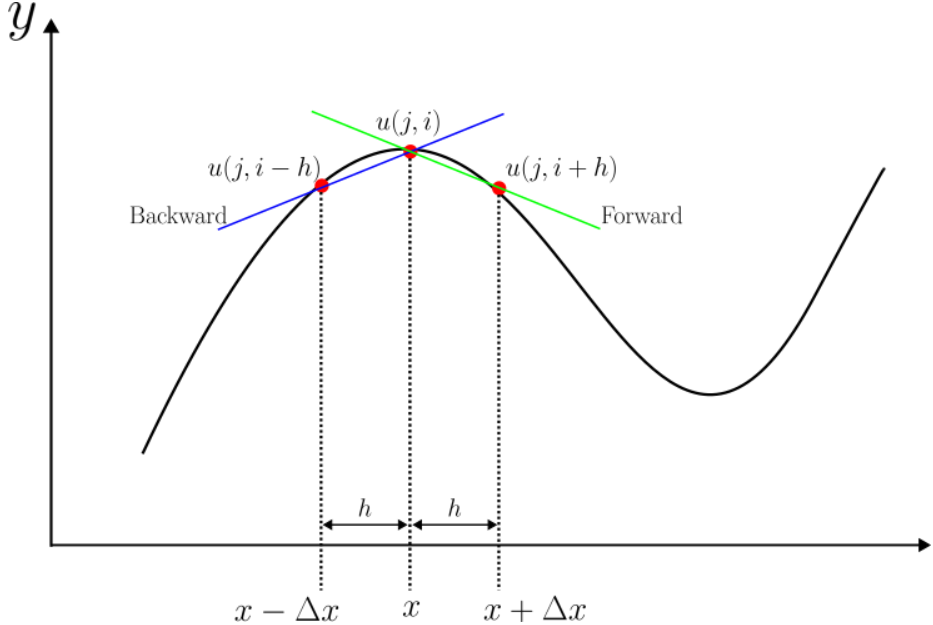 y
u(j, i)
u(j, i − h)
u(j, i + h)
Backward
Forward
h
h
x − Δx
x
x + Δx